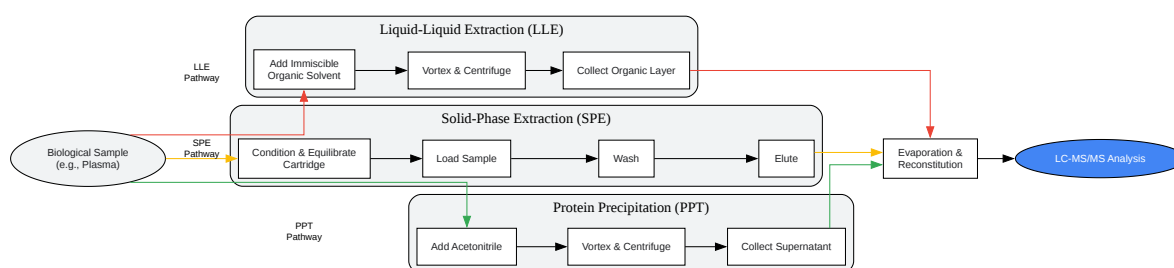 Liquid-Liquid Extraction (LLE)
Add Immiscible
Organic Solvent
Vortex & Centrifuge
Collect Organic Layer
LLE
Pathway
Solid-Phase Extraction (SPE)
Biological Sample
(e.g., Plasma)
SPE
Pathway
Condition & Equilibrate
Cartridge
Load Sample
Wash
Elute
Evaporation &
Reconstitution
LC-MS/MS Analysis
Protein Precipitation (PPT)
PPT
Pathway
Add Acetonitrile
Vortex & Centrifuge
Collect Supernatant